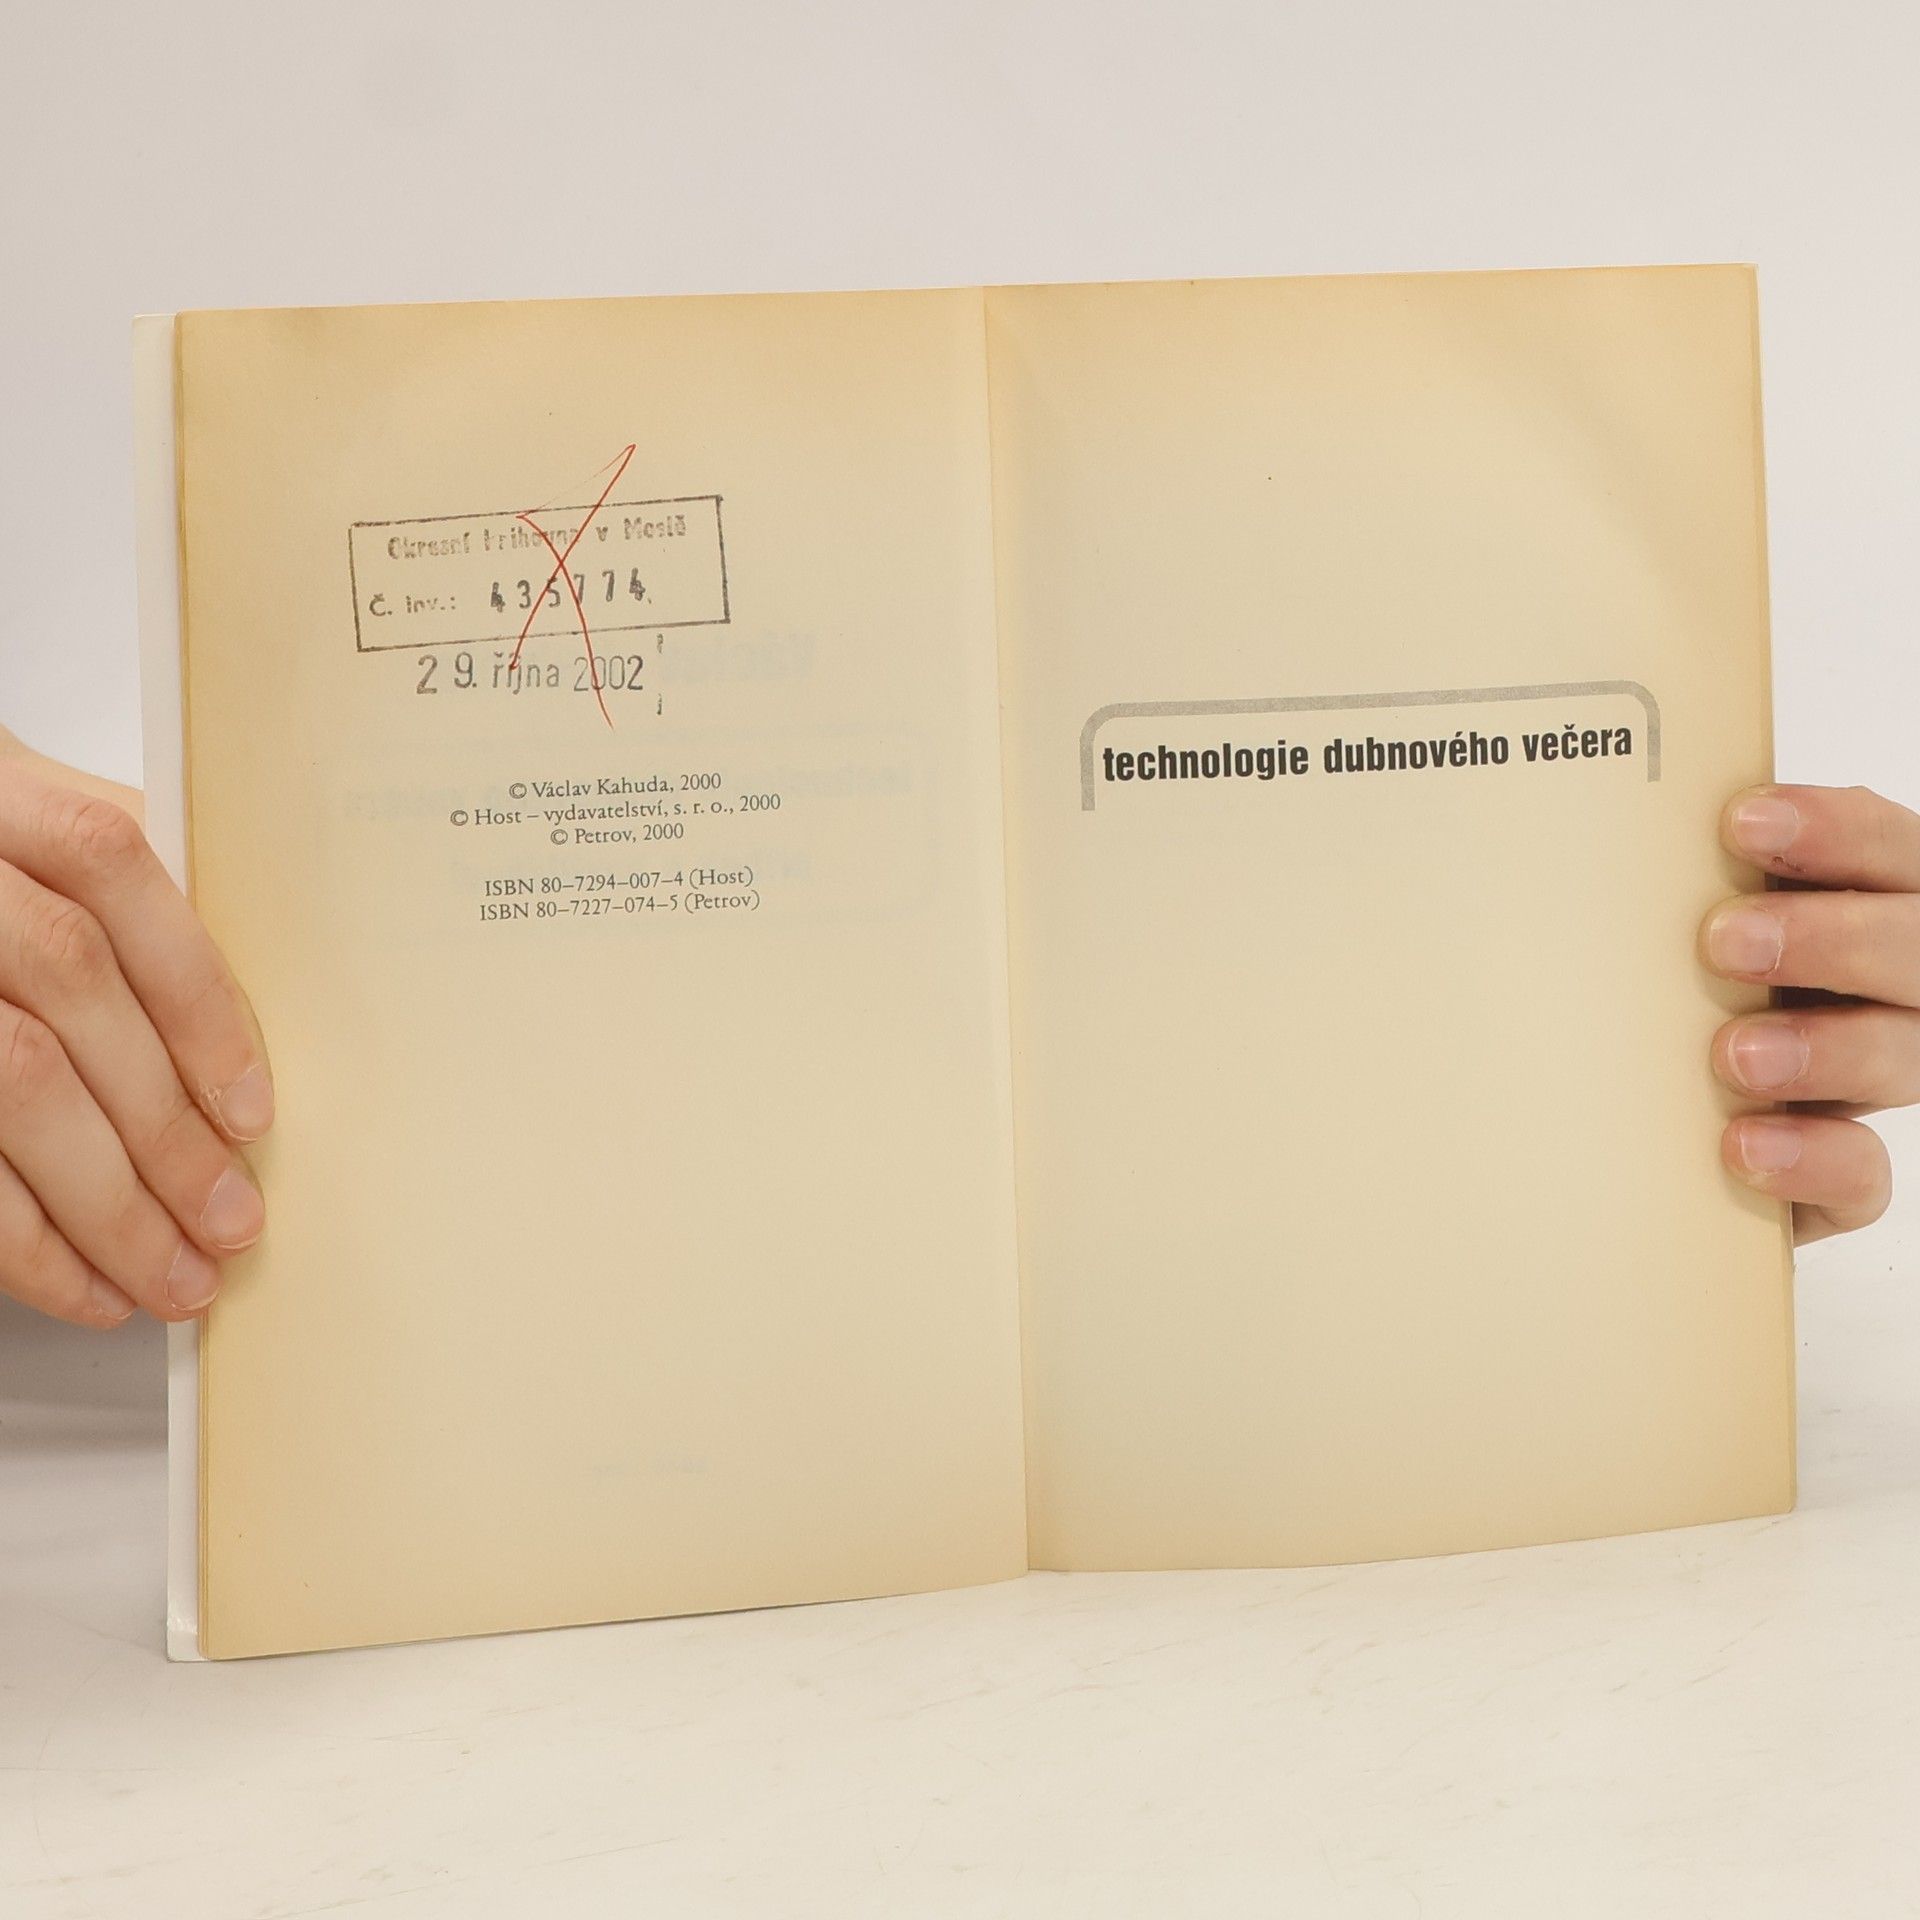 Okresní knihovna v Mostě
Č. inv.: 435774
29. října 2002
© Václav Kahuda, 2000
© Host – vydavatelství, s. r. o., 2000
© Petrov, 2000
ISBN 80–7294–007–4 (Host)
ISBN 80–7227–074–5 (Petrov)
technologie dubnového večera